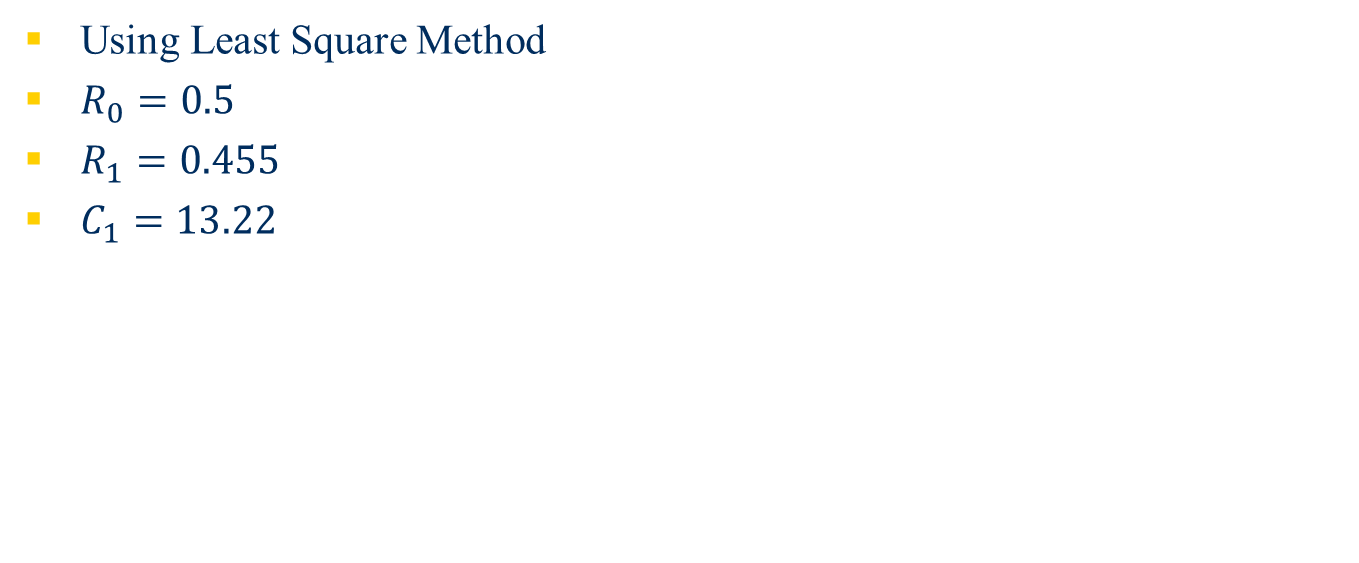 Using Least Square Method
R₀ = 0.5
R₁ = 0.455
C₁ = 13.22